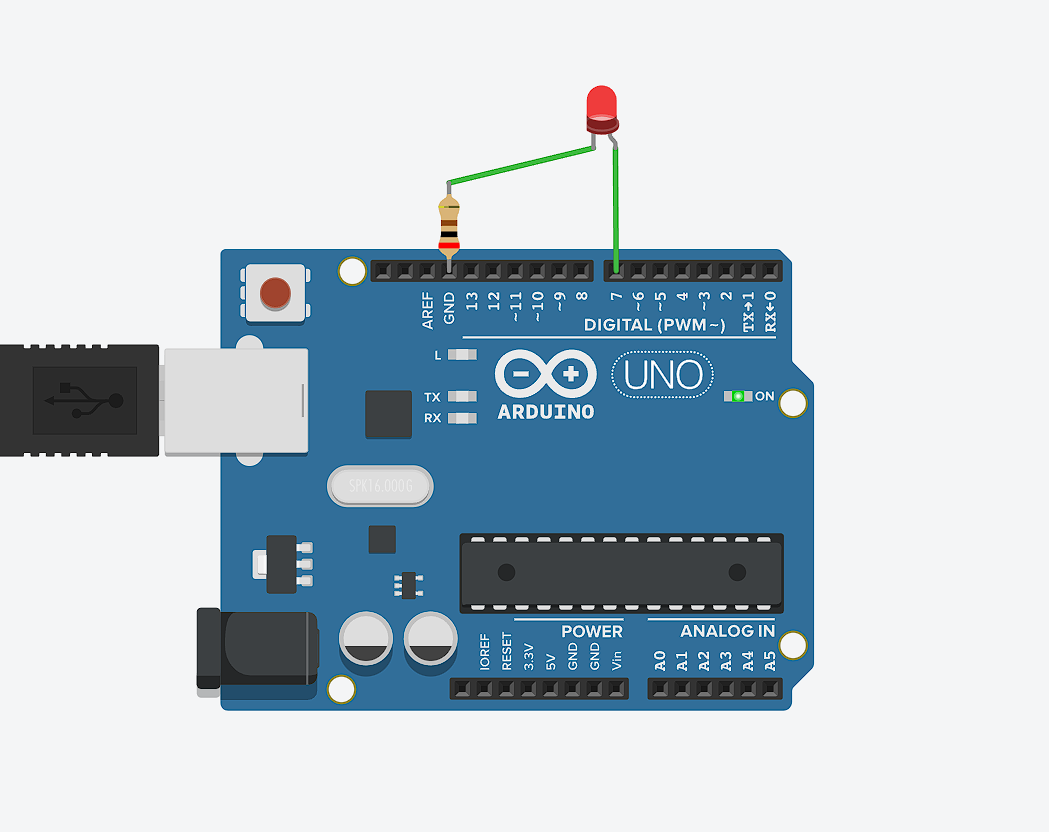 AREF
GND
13
12
~11
~10
~9
8
7
~6
~5
4
~3
2
TX→1
RX←0
DIGITAL (PWM~)
L
TX
RX
ARDUINO
UNO
ON
SPK16.000G
POWER
ANALOG IN
IOREF
RESET
3.3V
5V
GND
GND
Vin
A0
A1
A2
A3
A4
A5